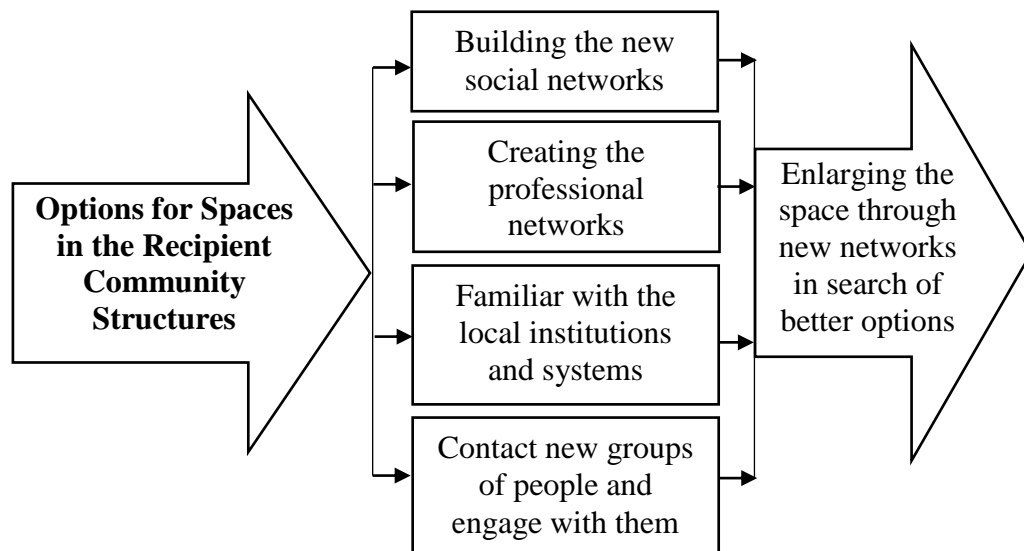 Options for Spaces
in the Recipient
Community
Structures
Building the new
social networks
Creating the
professional
networks
Familiar with the
local institutions
and systems
Contact new groups
of people and
engage with them
Enlarging the
space through
new networks
in search of
better options